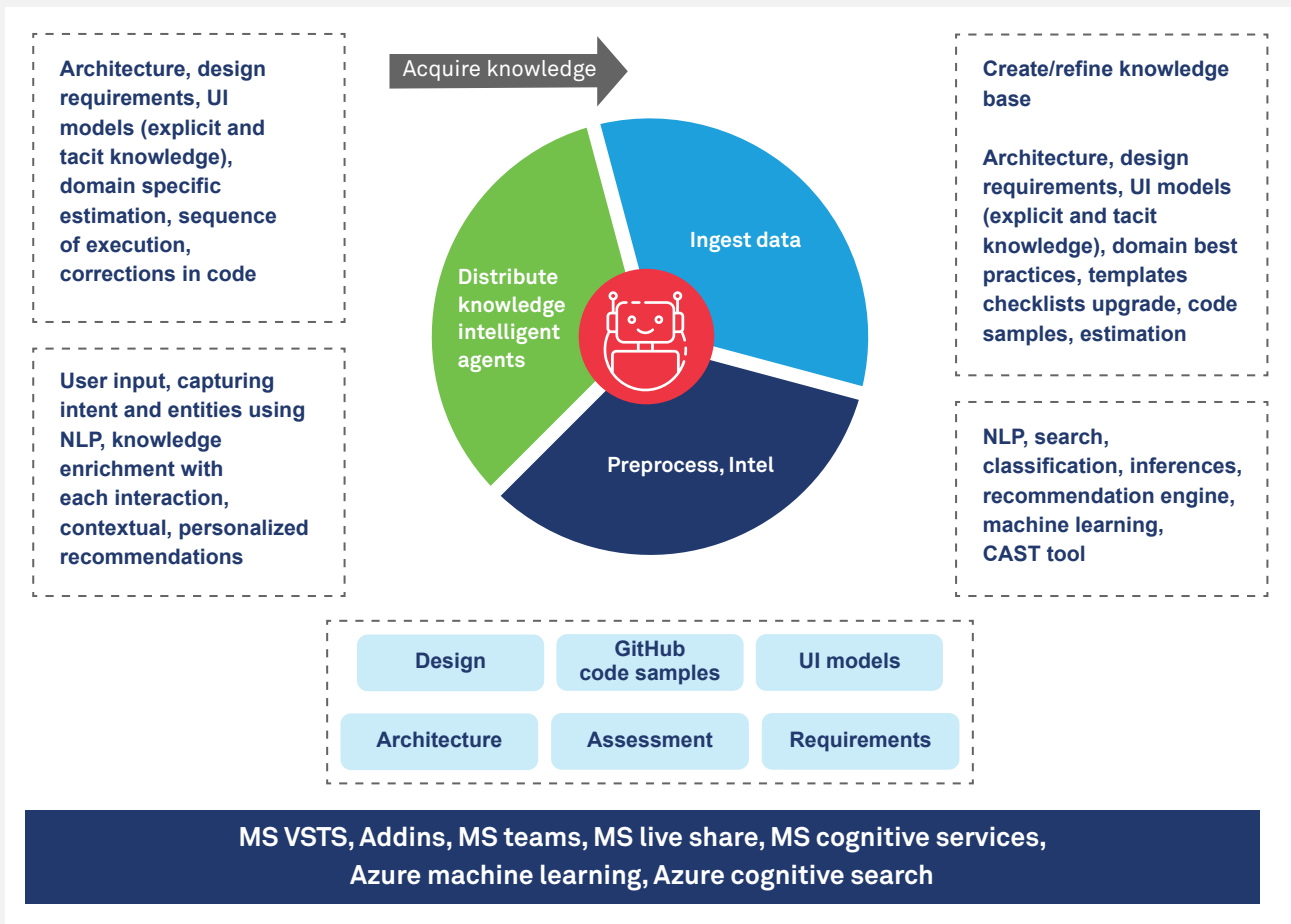 Architecture, design
requirements, UI
models (explicit and
tacit knowledge),
domain specific
estimation, sequence
of execution,
corrections in code
User input, capturing
intent and entities using
NLP, knowledge
enrichment with
each interaction,
contextual, personalized
recommendations
Acquire knowledge
Ingest data
Distribute
knowledge
intelligent
agents
Preprocess, Intel
Create/refine knowledge
base
Architecture, design
requirements, UI models
(explicit and tacit
knowledge), domain best
practices, templates
checklists upgrade, code
samples, estimation
NLP, search,
classification, inferences,
recommendation engine,
machine learning,
CAST tool
Design
GitHub
code samples
UI models
Architecture
Assessment
Requirements
MS VSTS, Addins, MS teams, MS live share, MS cognitive services,
Azure machine learning, Azure cognitive search